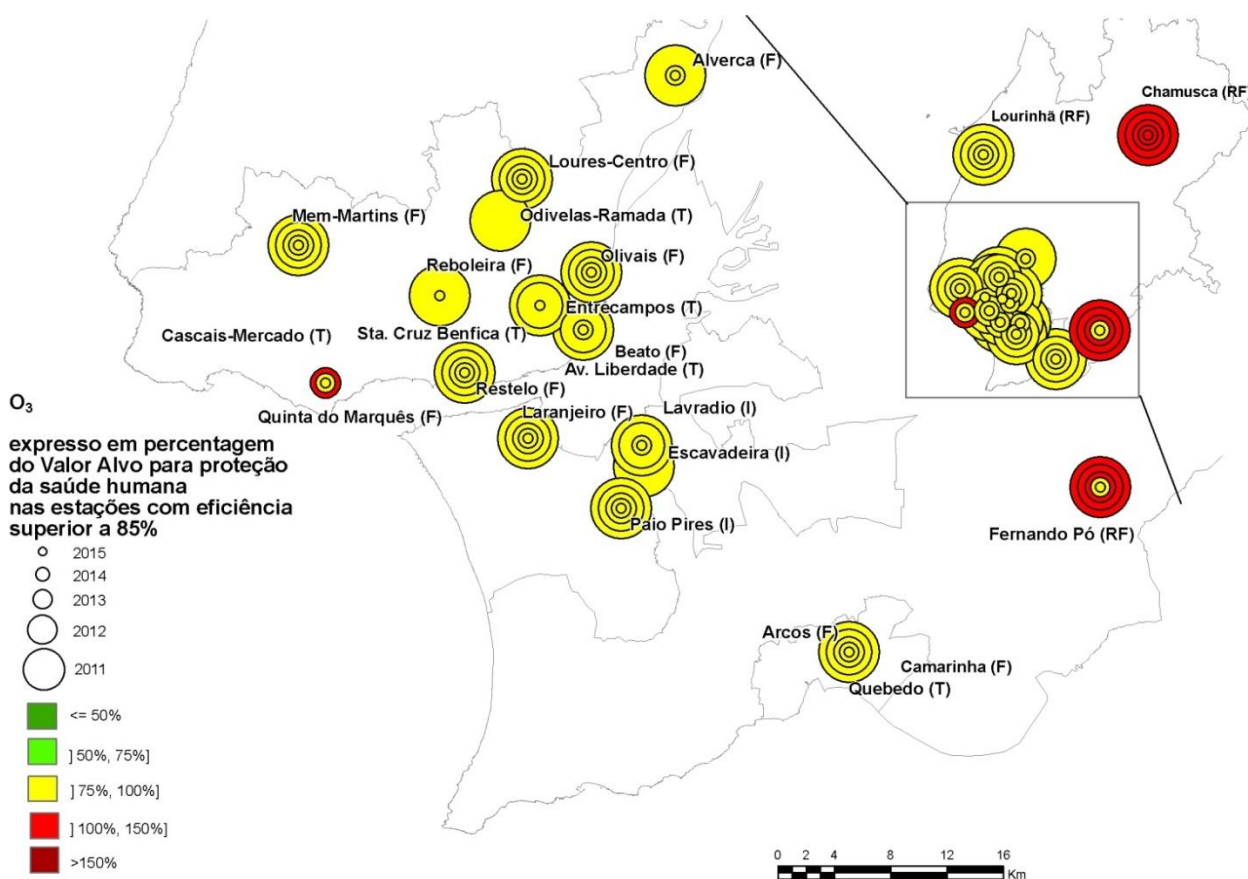 Alverca (F)
Chamusca (RF)
Lourinhã (RF)
Loures-Centro (F)
Mem-Martins (F)
Odivelas-Ramada (T)
Olivais (F)
Reboleira (F)
Entrecampos (T)
Cascais-Mercado (T)
Sta. Cruz Benfica (T)
Beato (F)
Av. Liberdade (T)
Restelo (F)
Quinta do Marquês (F)
Laranjeiro (F)
Lavradio (I)
Escavadeira (I)
Paio Pires (I)
Fernando Pó (RF)
Arcos (F)
Camarinha (F)
Quebedo (T)
O₃
expresso em percentagem
do Valor Alvo para proteção
da saúde humana
nas estações com eficiência
superior a 85%
2015
2014
2013
2012
2011
<= 50%
] 50%, 75%]
] 75%, 100%]
] 100%, 150%]
>150%
0 2 4 8 12 16
Km